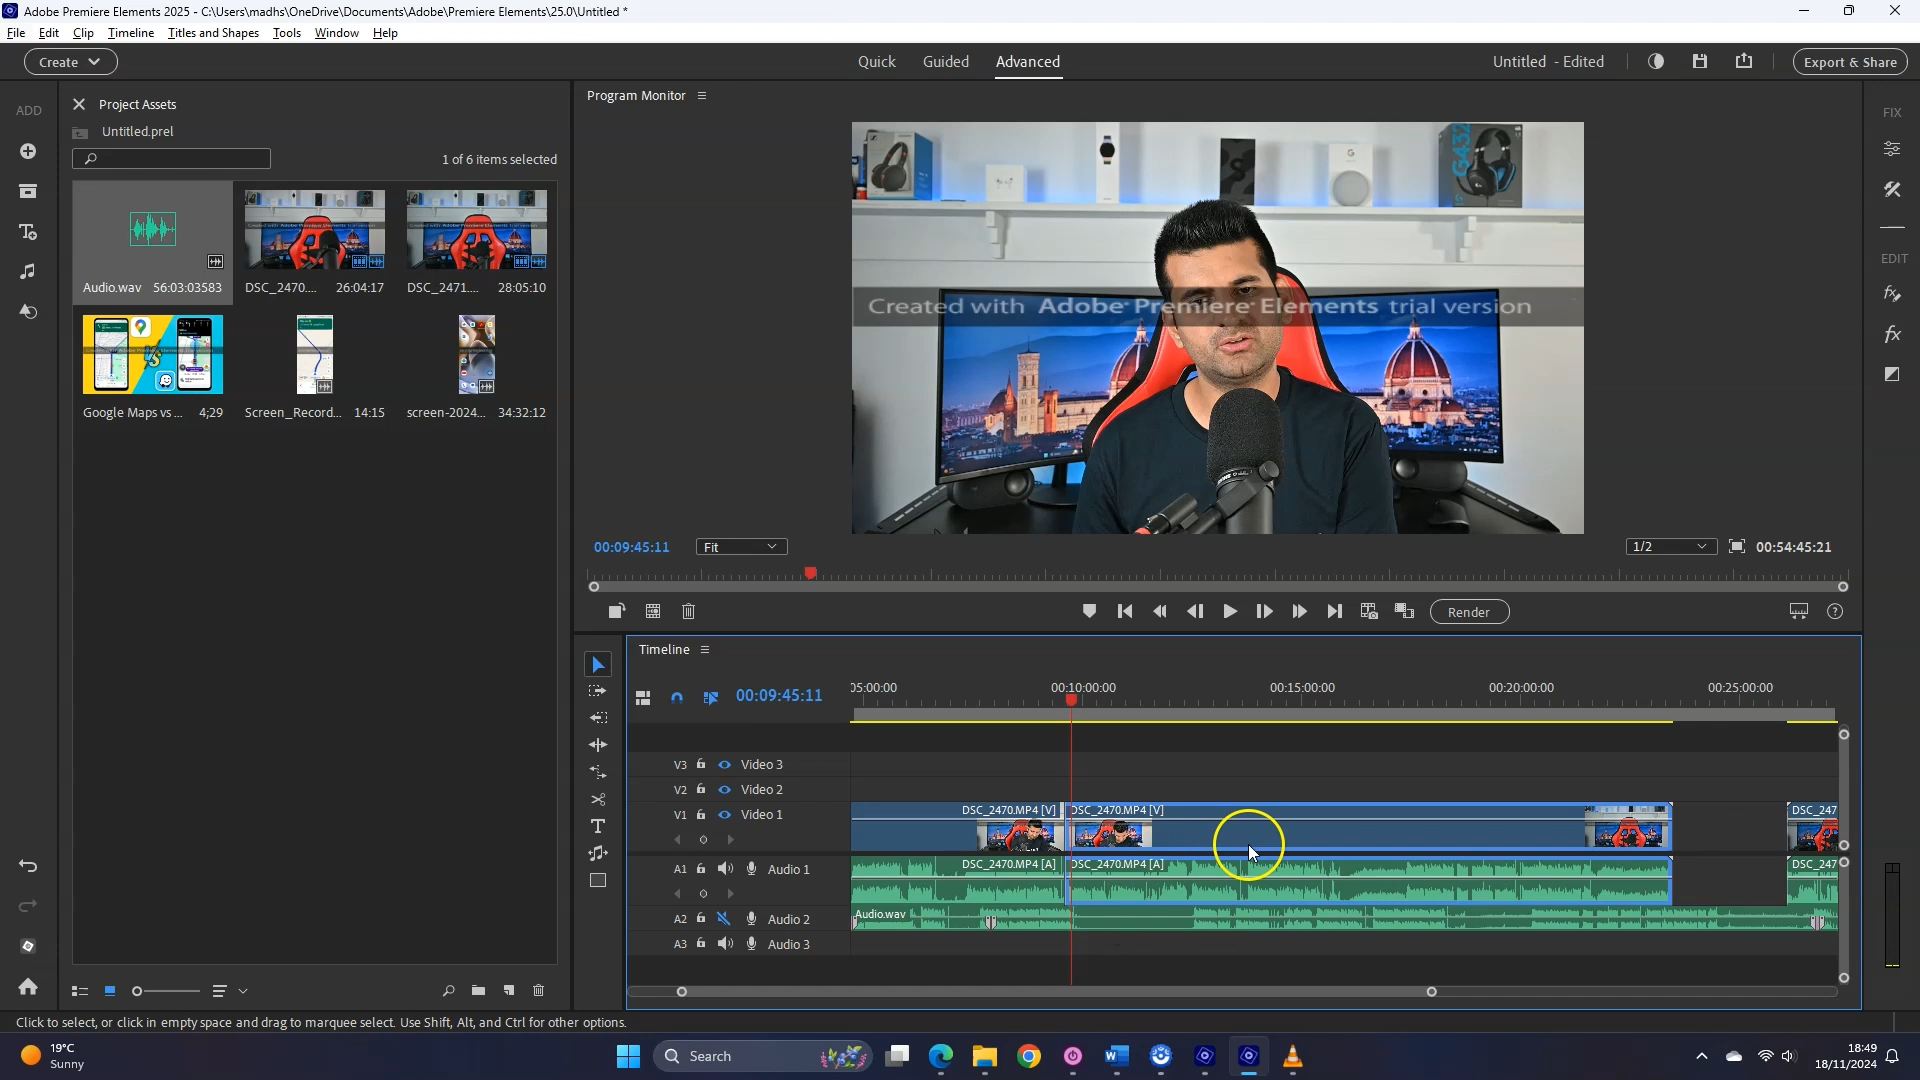 Adobe Premiere Elements 2025 - C:\Users\madhs\OneDrive\Documents\Adobe\Premiere Elements\25.0\Untitled *
File Edit Clip Timeline Titles and Shapes Tools Window Help
Create Quick Guided Advanced Untitled - Edited Export & Share
ADD
Project Assets
Untitled.prel
1 of 6 items selected
Audio.wav 56:03:03583
DSC_2470.... 26:04:17
DSC_2471.... 28:05:10
Google Maps vs ... 4;29
Screen_Record... 14:15
screen-2024... 34:32:12
Program Monitor
G432
Created with Adobe Premiere Elements trial version
00:09:45:11 Fit 1/2 00:54:45:21
Render
FIX
EDIT
Timeline
00:09:45:11
05:00:00 00:10:00:00 00:15:00:00 00:20:00:00 00:25:00:00
V3 Video 3
V2 Video 2
V1 Video 1
DSC_2470.MP4 [V] DSC_2470.MP4 [V] DSC_247
A1 Audio 1
DSC_2470.MP4 [A] DSC_2470.MP4 [A] DSC_247
A2 Audio 2
Audio.wav
A3 Audio 3
Click to select, or click in empty space and drag to marquee select. Use Shift, Alt, and Ctrl for other options.
19°C
Sunny
Search
18:49
18/11/2024